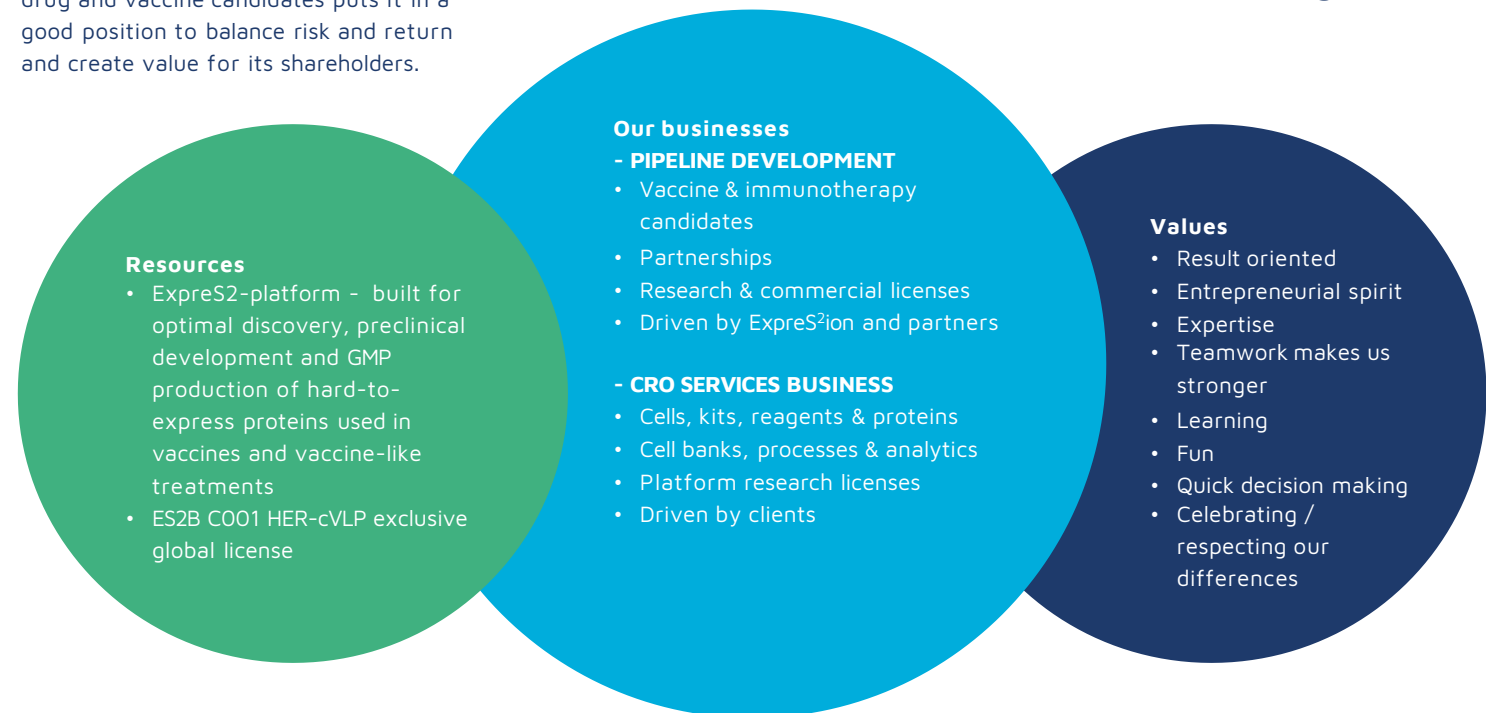 drug and vaccine candidates puts it in a
good position to balance risk and return
and create value for its shareholders.
Resources
• ExpreS2-platform - built for
optimal discovery, preclinical
development and GMP
production of hard-to-
express proteins used in
vaccines and vaccine-like
treatments
• ES2B C001 HER-cVLP exclusive
global license
Our businesses
- PIPELINE DEVELOPMENT
• Vaccine & immunotherapy
candidates
• Partnerships
• Research & commercial licenses
• Driven by ExpreS²ion and partners
- CRO SERVICES BUSINESS
• Cells, kits, reagents & proteins
• Cell banks, processes & analytics
• Platform research licenses
• Driven by clients
Values
• Result oriented
• Entrepreneurial spirit
• Expertise
• Teamwork makes us
stronger
• Learning
• Fun
• Quick decision making
• Celebrating /
respecting our
differences